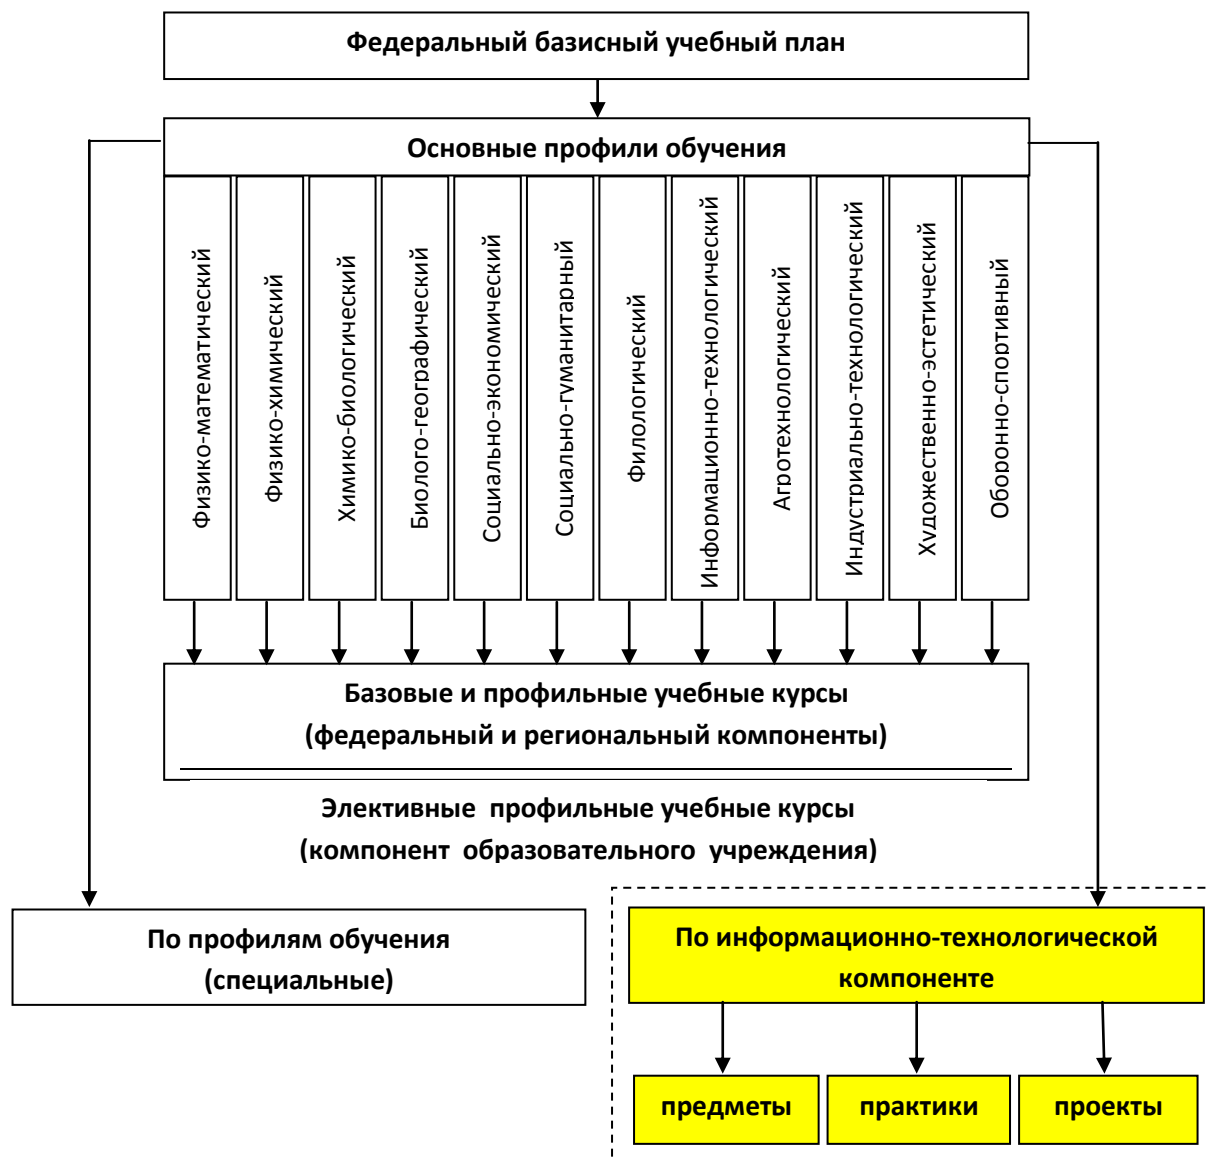 Федеральный базисный учебный план
Основные профили обучения
Физико-математический
Физико-химический
Химико-биологический
Биолого-географический
Социально-экономический
Социально-гуманитарный
Филологический
Информационно-технологический
Агротехнологический
Индустриально-технологический
Художественно-эстетический
Оборонно-спортивный
Базовые и профильные учебные курсы
(федеральный и региональный компоненты)
Элективные профильные учебные курсы
(компонент образовательного учреждения)
По профилям обучения
(специальные)
По информационно-технологической
компоненте
предметы
практики
проекты